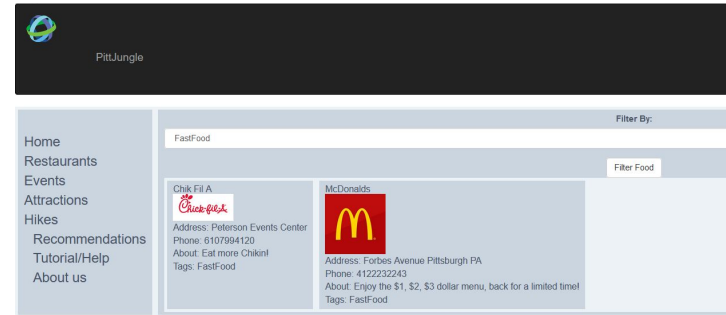 PittJungle
Filter By:
Home
Restaurants
Events
Attractions
Hikes
Recommendations
Tutorial/Help
About us
FastFood
Filter Food
Chik Fil A
Chick-fil-A
Address: Peterson Events Center
Phone: 6107994120
About: Eat more Chikin!
Tags: FastFood
McDonalds
Address: Forbes Avenue Pittsburgh PA
Phone: 4122232243
About: Enjoy the $1, $2, $3 dollar menu, back for a limited time!
Tags: FastFood